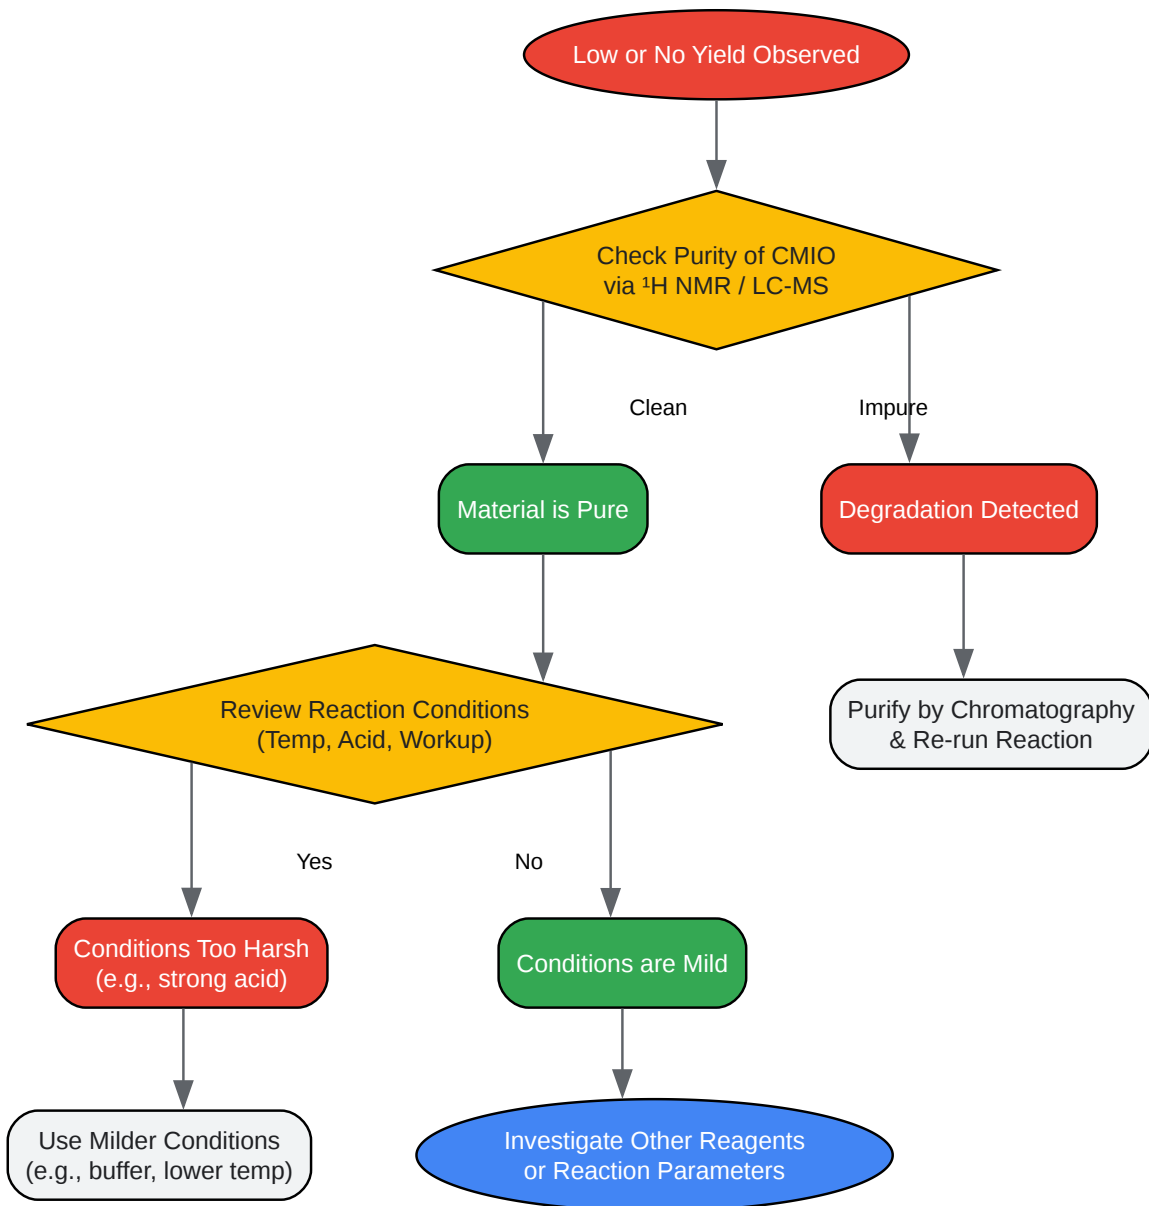 Low or No Yield Observed
Check Purity of CMIO
via ¹H NMR / LC-MS
Clean
Impure
Material is Pure
Degradation Detected
Review Reaction Conditions
(Temp, Acid, Workup)
Purify by Chromatography
& Re-run Reaction
Yes
No
Conditions Too Harsh
(e.g., strong acid)
Conditions are Mild
Use Milder Conditions
(e.g., buffer, lower temp)
Investigate Other Reagents
or Reaction Parameters